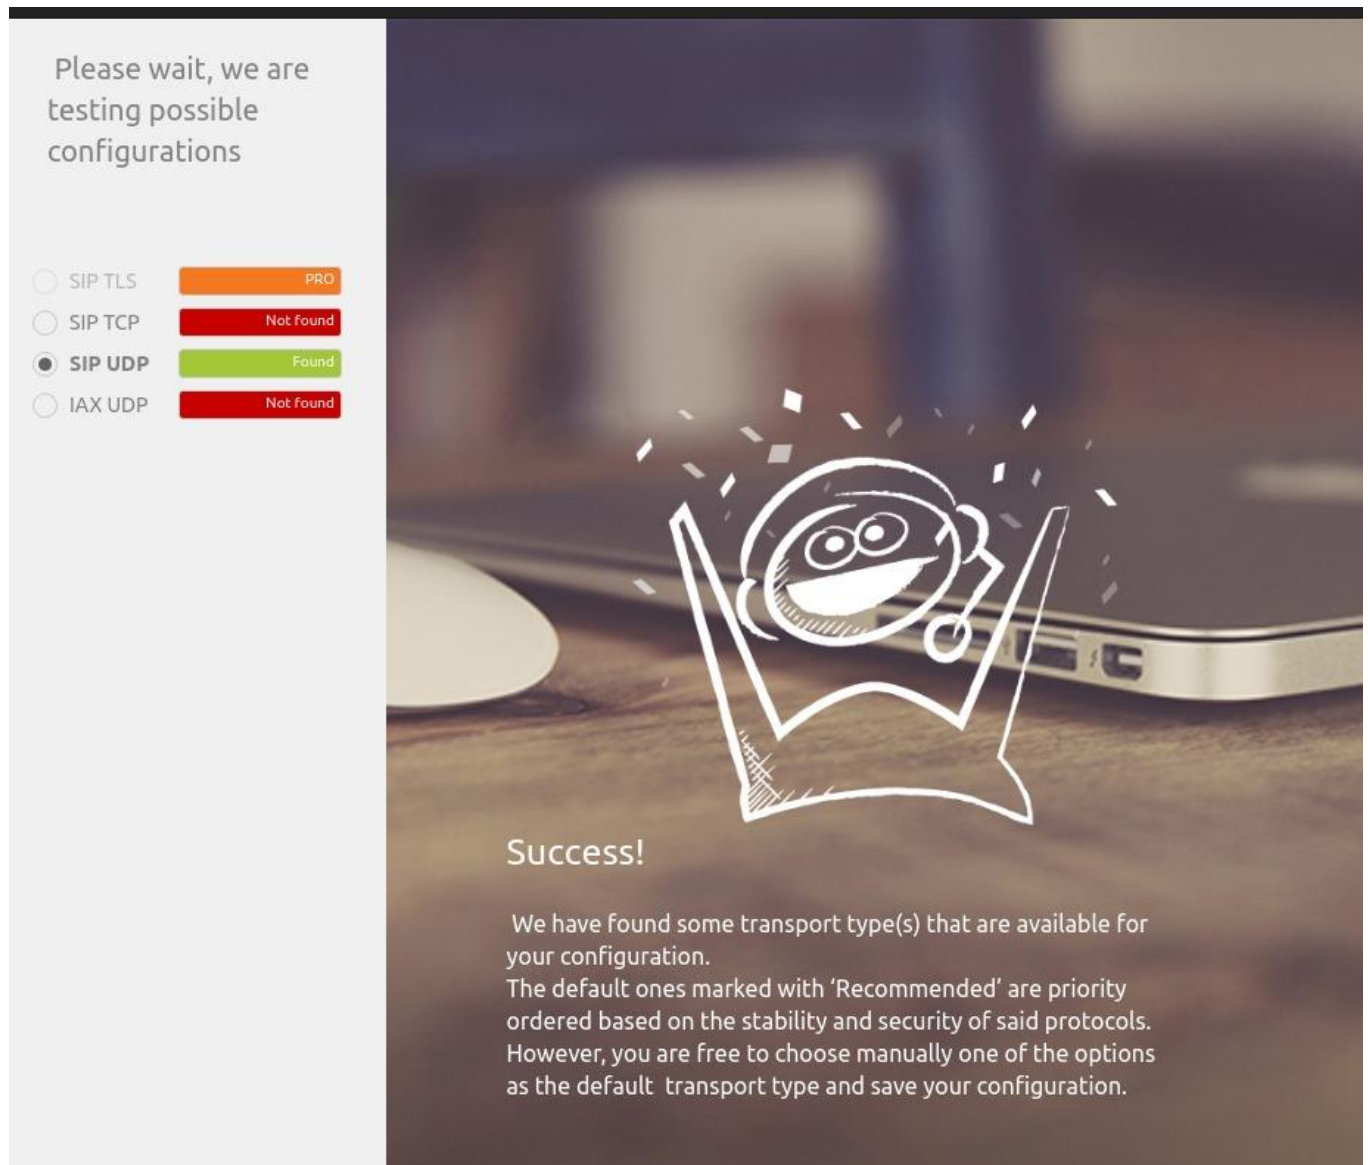 Please wait, we are
testing possible
configurations
SIP TLS PRO
SIP TCP Not found
SIP UDP Found
IAX UDP Not found
Success!
We have found some transport type(s) that are available for
your configuration.
The default ones marked with ‘Recommended’ are priority
ordered based on the stability and security of said protocols.
However, you are free to choose manually one of the options
as the default  transport type and save your configuration.